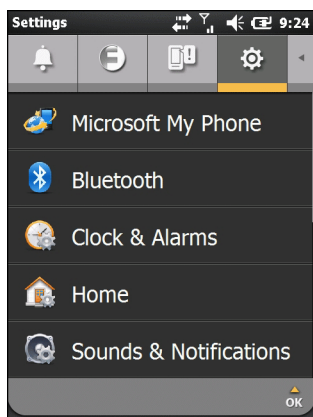 Settings 9:24
Microsoft My Phone
Bluetooth
Clock & Alarms
Home
Sounds & Notifications
OK